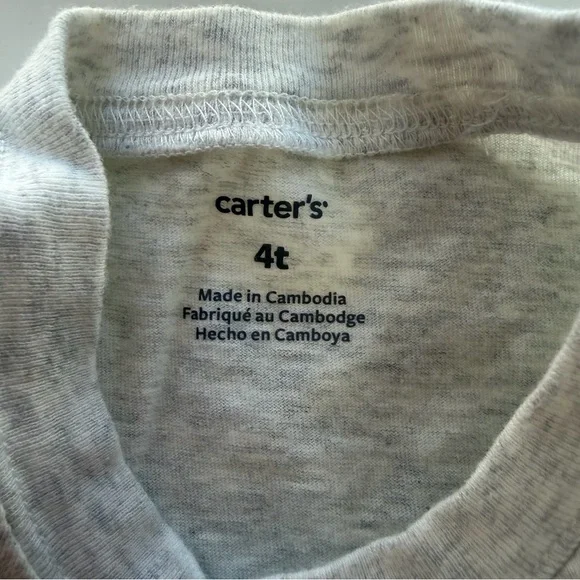 carter's
4t
Made in Cambodia
Fabriqué au Cambodge
Hecho en Camboya